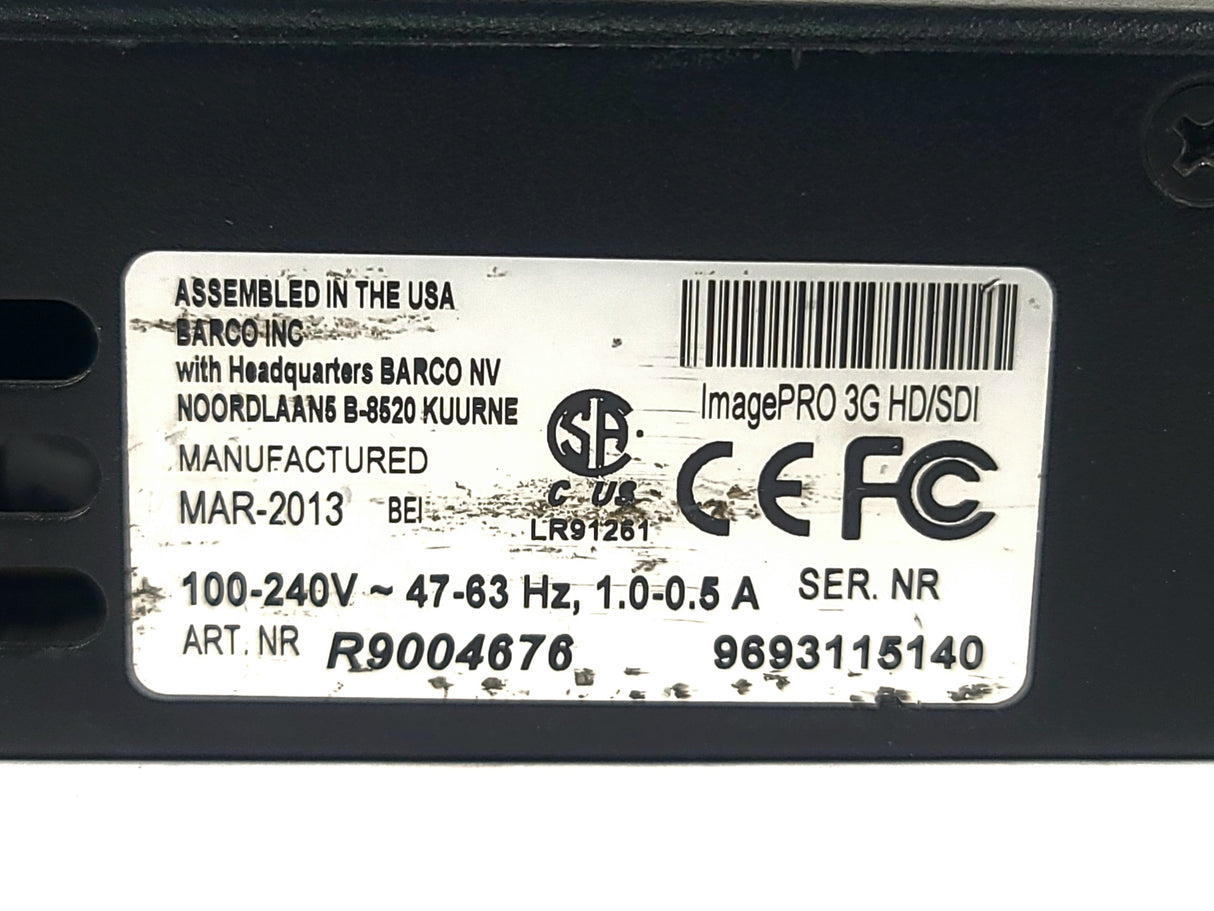 ASSEMBLED IN THE USA
BARCO INC
with Headquarters BARCO NV
NOORDLAAN5 B-8520 KUURNE
MANUFACTURED
MAR-2013 BEI
SA
C US
LR91261
ImagePRO 3G HD/SDI
CE FC
100-240V ~ 47-63 Hz, 1.0-0.5 A
SER. NR
ART. NR R9004676
9693115140